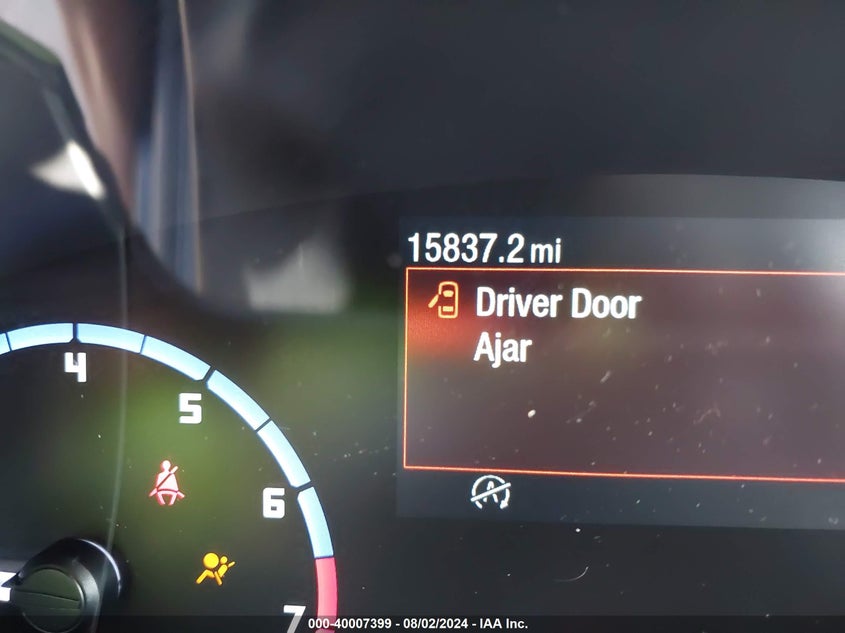 15837.2 mi
Driver Door
Ajar
4
5
6
7
000-40007399 - 08/02/2024 - IAA Inc.